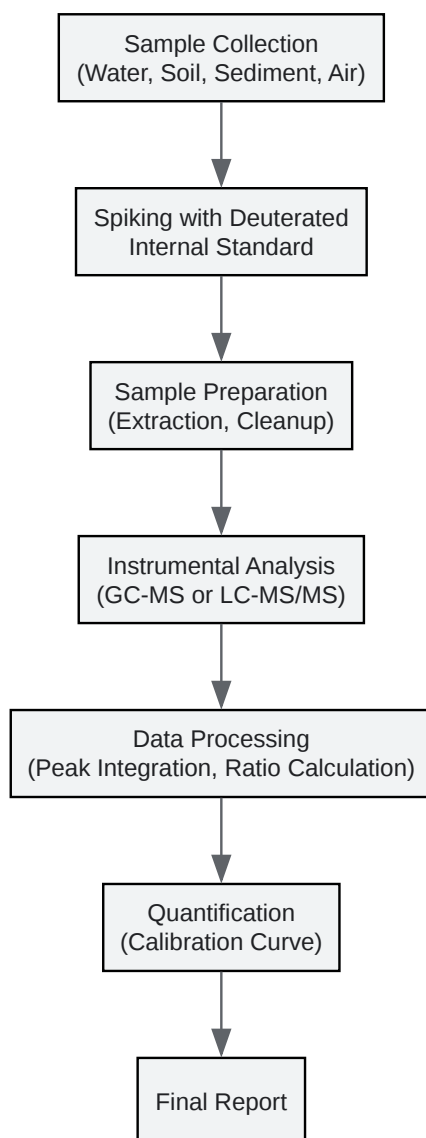 Sample Collection
(Water, Soil, Sediment, Air)
Spiking with Deuterated
Internal Standard
Sample Preparation
(Extraction, Cleanup)
Instrumental Analysis
(GC-MS or LC-MS/MS)
Data Processing
(Peak Integration, Ratio Calculation)
Quantification
(Calibration Curve)
Final Report